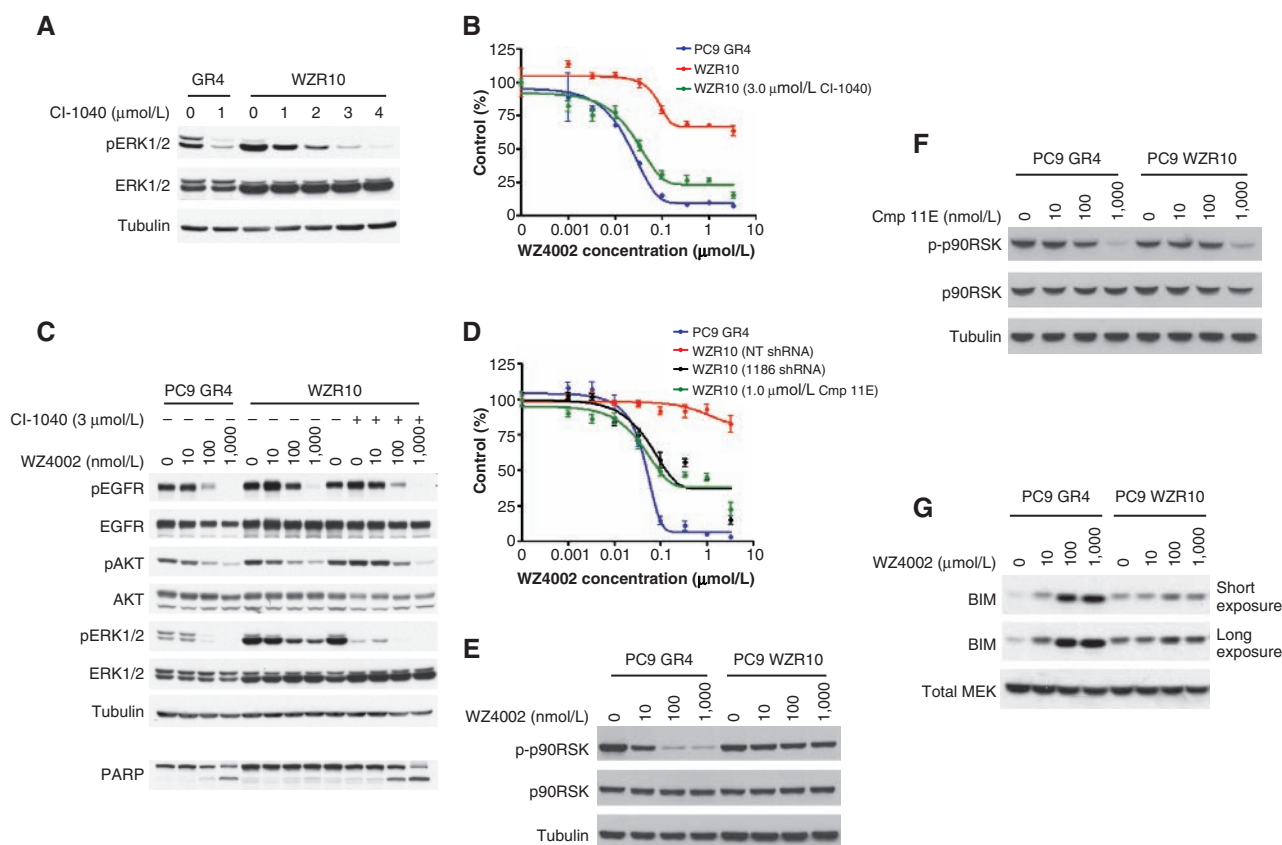 A
GR4 WZR10
CI-1040 (μmol/L) 0 1 0 1 2 3 4
pERK1/2
ERK1/2
Tubulin
B
PC9 GR4
WZR10
WZR10 (3.0 μmol/L CI-1040)
125
100
75
50
25
0
Control (%)
0 0.001 0.01 0.1 1 10
WZ4002 concentration (μmol/L)
C
PC9 GR4 WZR10
CI-1040 (3 μmol/L) – – – – – – – – – + + + +
WZ4002 (nmol/L) 0 10 100 1,000 0 10 100 1,000 0 0 10 100 1,000
pEGFR
EGFR
pAKT
AKT
pERK1/2
ERK1/2
Tubulin
PARP
D
PC9 GR4
WZR10 (NT shRNA)
WZR10 (1186 shRNA)
WZR10 (1.0 μmol/L Cmp 11E)
125
100
75
50
25
0
Control (%)
0 0.001 0.01 0.1 1 10
WZ4002 concentration (μmol/L)
E
PC9 GR4 PC9 WZR10
WZ4002 (nmol/L) 0 10 100 1,000 0 10 100 1,000
p-p90RSK
p90RSK
Tubulin
F
PC9 GR4 PC9 WZR10
Cmp 11E (nmol/L) 0 10 100 1,000 0 10 100 1,000
p-p90RSK
p90RSK
Tubulin
G
PC9 GR4 PC9 WZR10
WZ4002 (μmol/L) 0 10 100 1,000 0 10 100 1,000
BIM Short exposure
BIM Long exposure
Total MEK